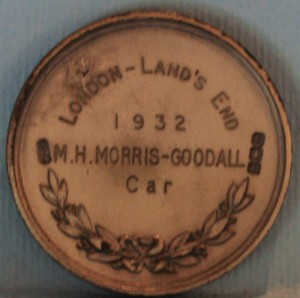 LONDON-LAND'S END
1932
M.H.MORRIS-GOODALL
Car